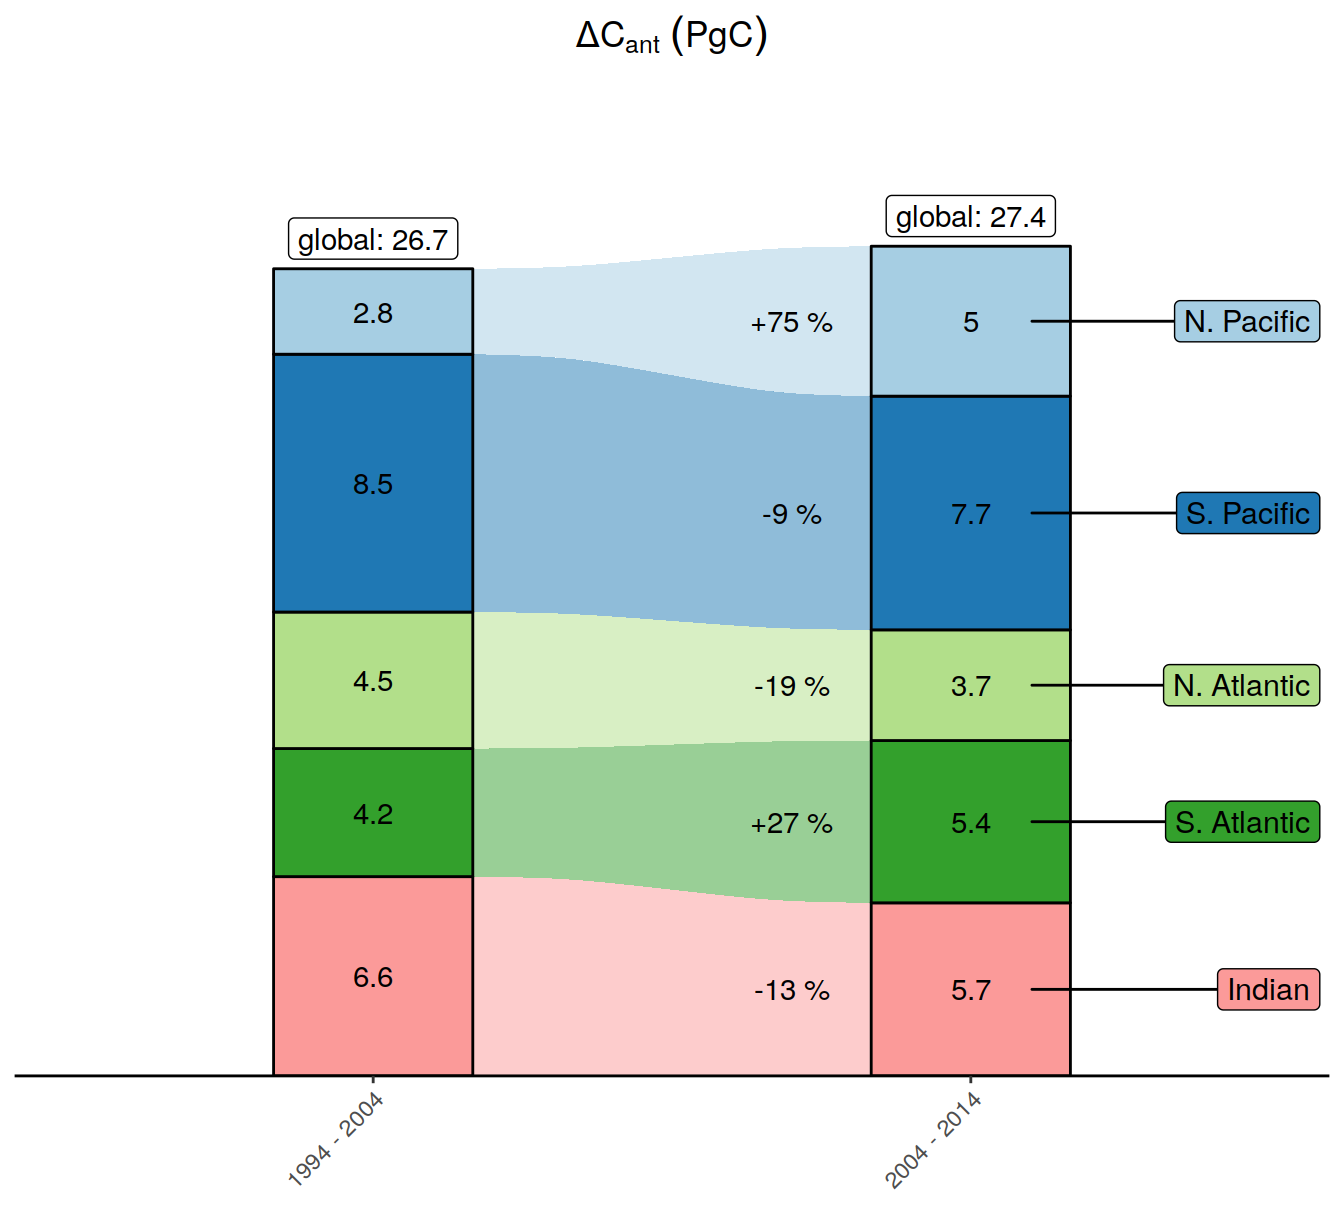 ΔCant (PgC)
global: 26.7
global: 27.4
2.8
+75 %
5
N. Pacific
8.5
-9 %
7.7
S. Pacific
4.5
-19 %
3.7
N. Atlantic
4.2
+27 %
5.4
S. Atlantic
6.6
-13 %
5.7
Indian
1994 - 2004
2004 - 2014